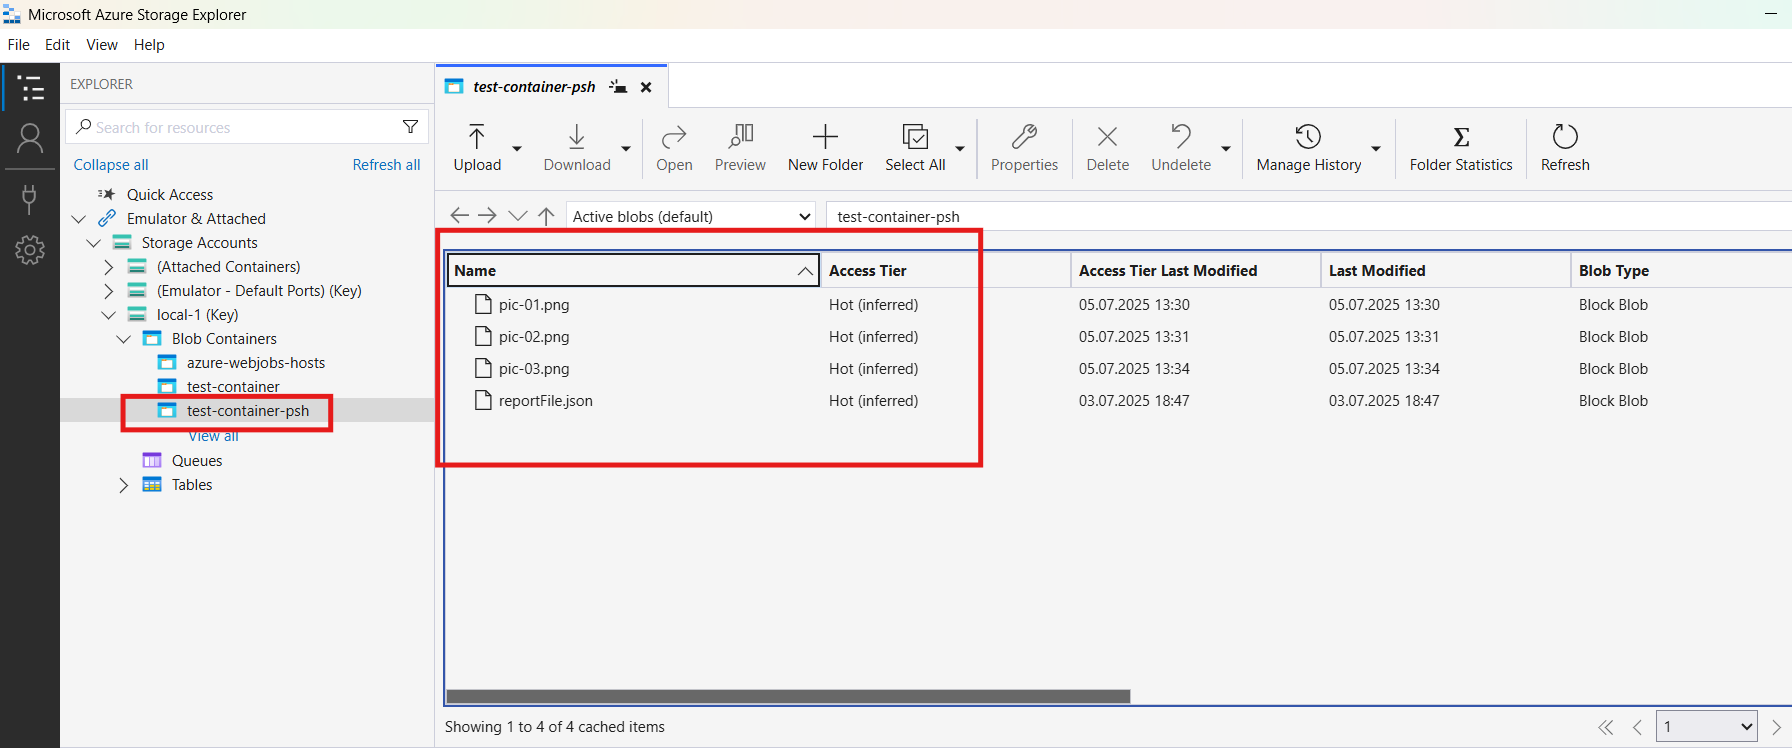 Microsoft Azure Storage Explorer
File Edit View Help
EXPLORER
Search for resources
Collapse all Refresh all
Quick Access
Emulator & Attached
Storage Accounts
(Attached Containers)
(Emulator - Default Ports) (Key)
local-1 (Key)
Blob Containers
azure-webjobs-hosts
test-container
test-container-psh
View all
Queues
Tables
test-container-psh
Upload Download Open Preview New Folder Select All Properties Delete Undelete Manage History Folder Statistics Refresh
Active blobs (default) test-container-psh
Name Access Tier Access Tier Last Modified Last Modified Blob Type
pic-01.png Hot (inferred) 05.07.2025 13:30 05.07.2025 13:30 Block Blob
pic-02.png Hot (inferred) 05.07.2025 13:31 05.07.2025 13:31 Block Blob
pic-03.png Hot (inferred) 05.07.2025 13:34 05.07.2025 13:34 Block Blob
reportFile.json Hot (inferred) 03.07.2025 18:47 03.07.2025 18:47 Block Blob
Showing 1 to 4 of 4 cached items 1